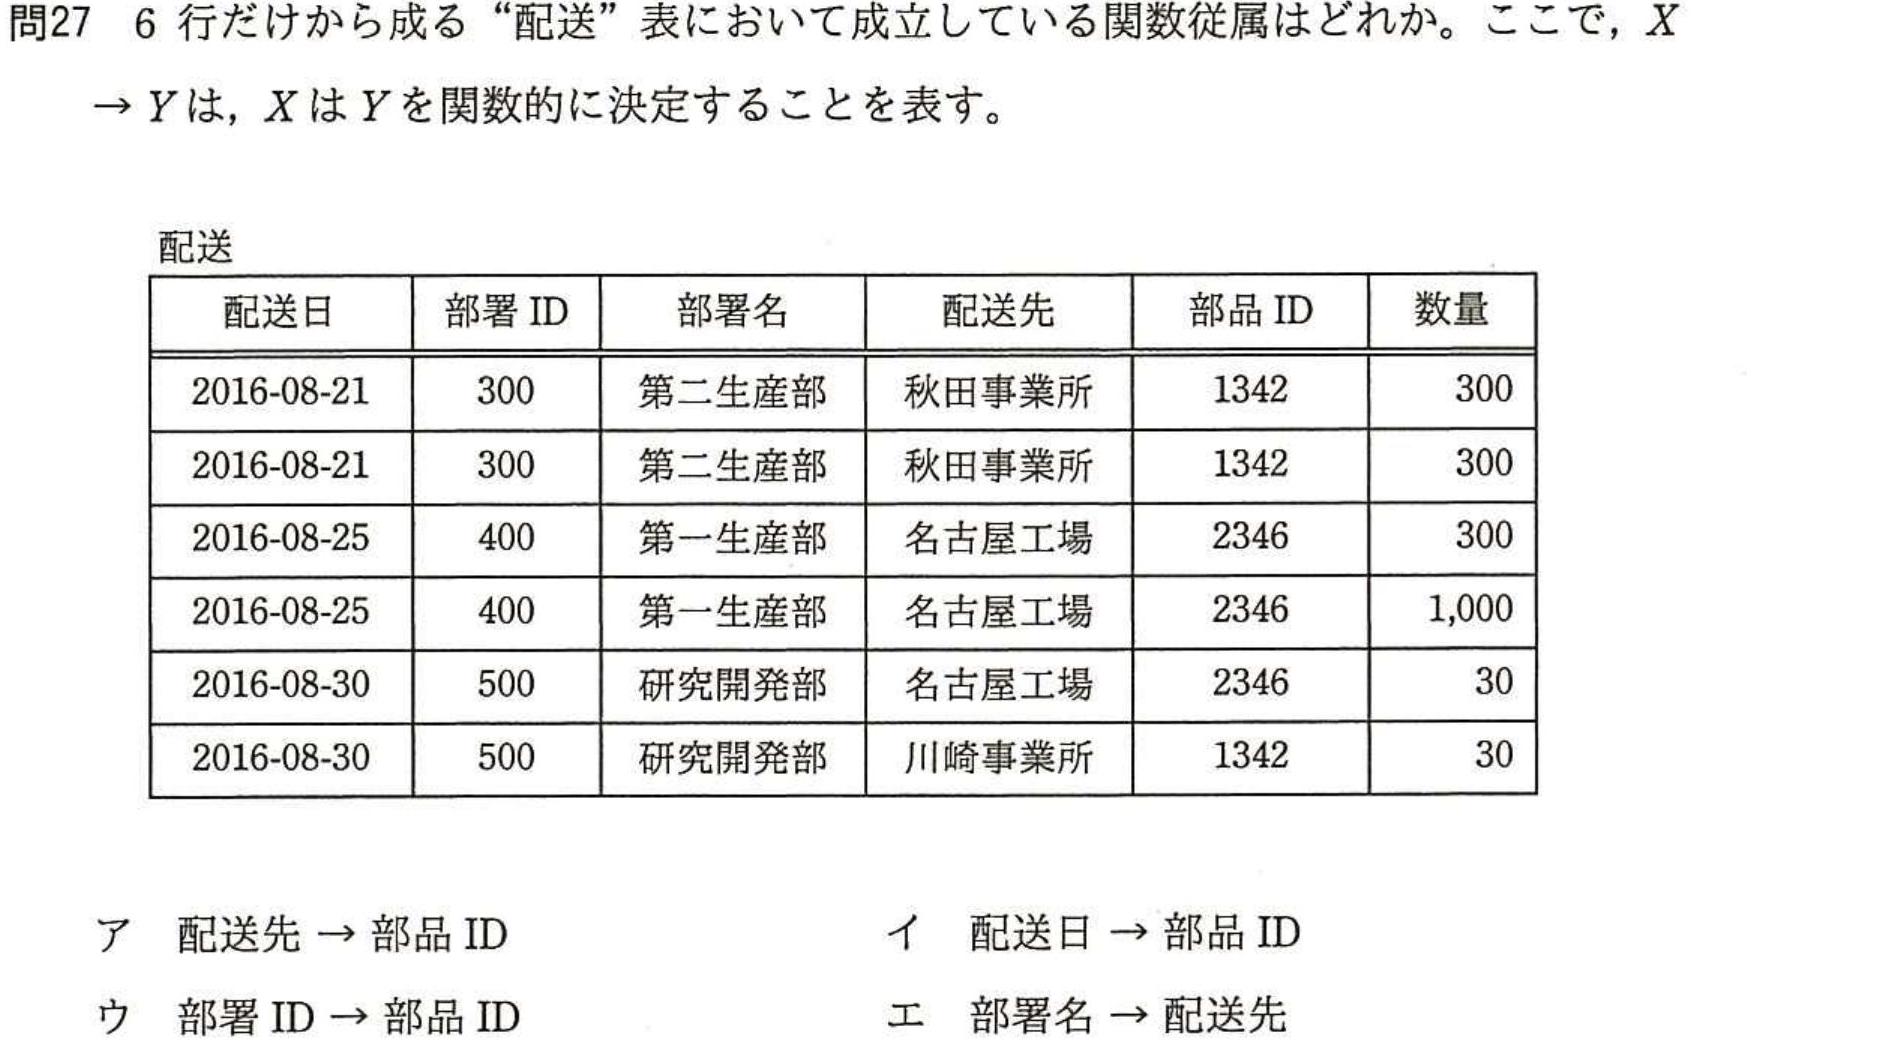 問27 6 行だけから成る“配送”表において成立している関数従属はどれか。ここで，X
→ Y は，X は Y を関数的に決定することを表す。
配送
配送日 部署 ID 部署名 配送先 部品 ID 数量
2016-08-21 300 第二生産部 秋田事業所 1342 300
2016-08-21 300 第二生産部 秋田事業所 1342 300
2016-08-25 400 第一生産部 名古屋工場 2346 300
2016-08-25 400 第一生産部 名古屋工場 2346 1,000
2016-08-30 500 研究開発部 名古屋工場 2346 30
2016-08-30 500 研究開発部 川崎事業所 1342 30
ア 配送先 → 部品 ID イ 配送日 → 部品 ID
ウ 部署 ID → 部品 ID エ 部署名 → 配送先